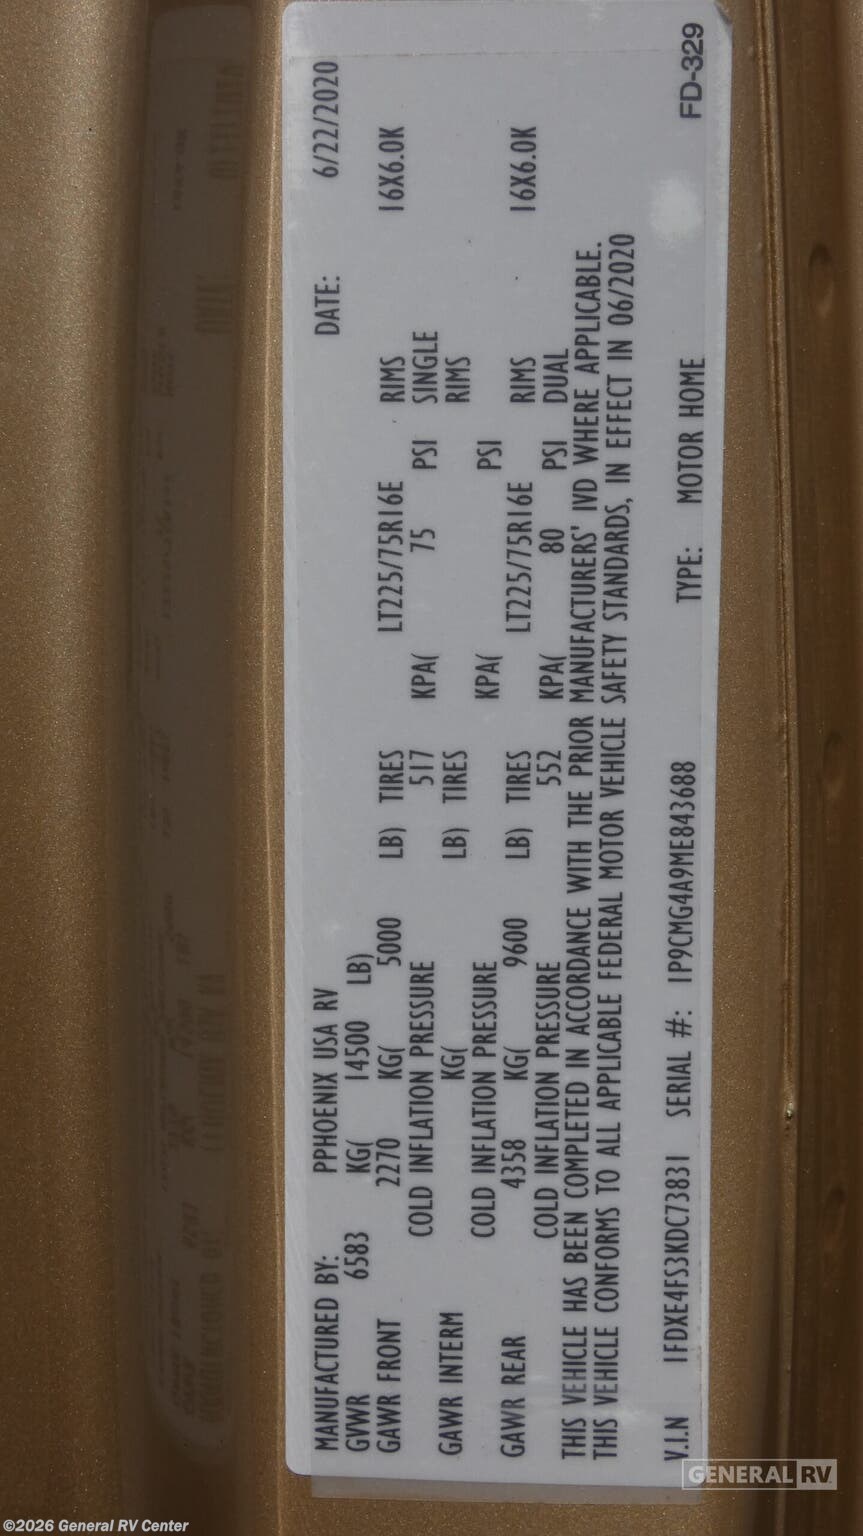 MANUFACTURED BY: PPHOENIX USA RV DATE: 6/22/2020
GVWR 6583 KG( 14500 LB)
GAWR FRONT 2270 KG( 5000 LB) TIRES LT225/75R16E RIMS 16X6.0K
COLD INFLATION PRESSURE 517 KPA( 75 PSI SINGLE
GAWR INTERM KG( LB) TIRES RIMS
COLD INFLATION PRESSURE KPA( PSI
GAWR REAR 4358 KG( 9600 LB) TIRES LT225/75R16E RIMS 16X6.0K
COLD INFLATION PRESSURE 552 KPA( 80 PSI DUAL
THIS VEHICLE HAS BEEN COMPLETED IN ACCORDANCE WITH THE PRIOR MANUFACTURERS' IVD WHERE APPLICABLE.
THIS VEHICLE CONFORMS TO ALL APPLICABLE FEDERAL MOTOR VEHICLE SAFETY STANDARDS, IN EFFECT IN 06/2020
V.I.N 1FDXE4FS3KDC73831 SERIAL #: 1P9CMG4A9ME843688 TYPE: MOTOR HOME FD-329
GENERAL RV
©2026 General RV Center